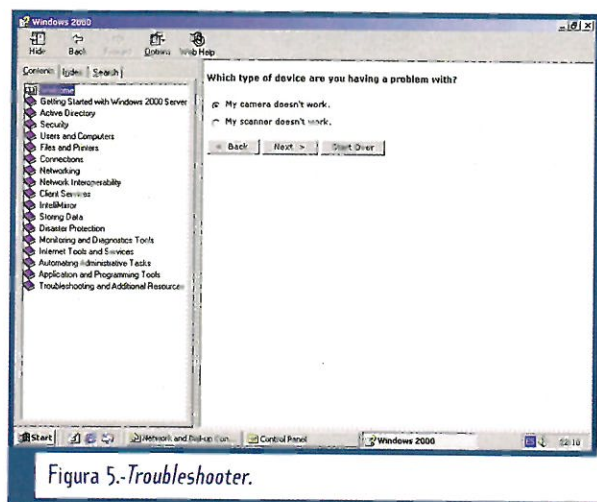 Windows 2000
Hide Back Options Web Help
Contents Index Search
Which type of device are you having a problem with?
Getting Started with Windows 2000 Server
Active Directory
Security
Users and Computers
Files and Printers
Connections
Networking
Network Interoperability
Client Services
IntelliMirror
Storing Data
Disaster Protection
Monitoring and Diagnostics Tools
Internet Tools and Services
Automating Administrative Tasks
Application and Programming Tools
Troubleshooting and Additional Resources
My camera doesn't work.
My scanner doesn't work.
< Back Next > Start Over
Start Network and Dial-up Con... Control Panel Windows 2000
Figura 5.-Troubleshooter.